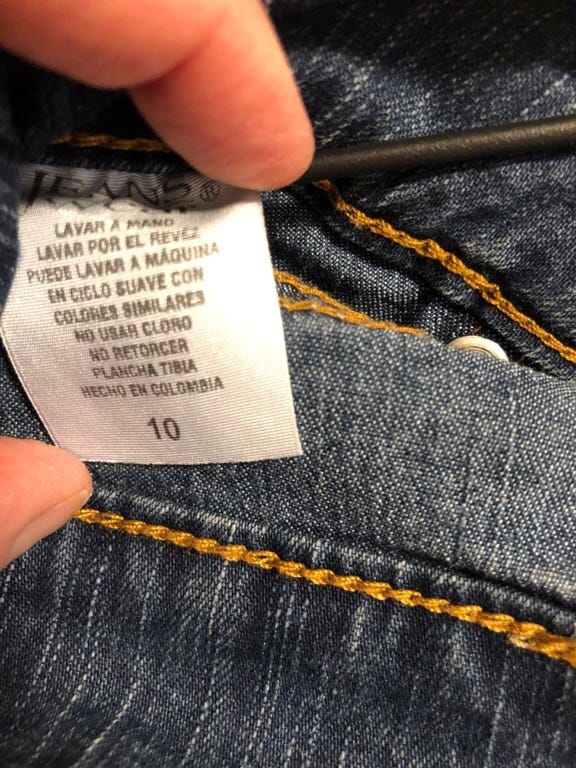 JEANS®
LAVAR A MANO
LAVAR POR EL REVEZ
PUEDE LAVAR A MÁQUINA
EN CICLO SUAVE CON
COLORES SIMILARES
NO USAR CLORO
NO RETORCER
PLANCHA TIBIA
HECHO EN COLOMBIA
10